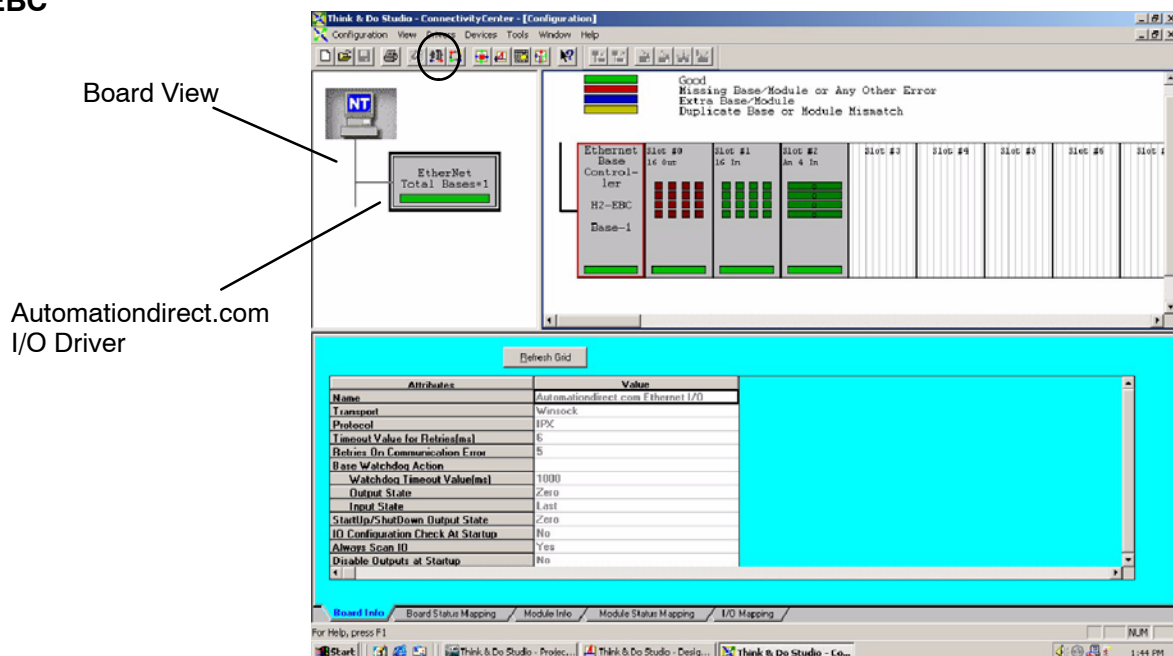 EBC
Board View
Automationdirect.com
I/O Driver
Think & Do Studio - ConnectivityCenter - [Configuration]
Configuration View Drivers Devices Tools Window Help
NT
EtherNet
Total Bases=1
Good
Missing Base/Module or Any Other Error
Extra Base/Module
Duplicate Base or Module Mismatch
Ethernet
Base
Control-
ler
H2-EBC
Base-1
Slot #0
16 Out
Slot #1
16 In
Slot #2
An 4 In
Slot #3
Slot #4
Slot #5
Slot #6
Slot
Refresh Grid
Attributes Value
Name Automationdirect.com Ethernet I/O
Transport Winsock
Protocol IPX
Timeout Value for Retries(ms) 6
Retries On Communication Error 5
Base Watchdog Action
Watchdog Timeout Value(ms) 1000
Output State Zero
Input State Last
StartUp/ShutDown Output State Zero
IO Configuration Check At Startup No
Always Scan IO Yes
Disable Outputs at Startup No
Board Info Board Status Mapping Module Info Module Status Mapping I/O Mapping
For Help, press F1 NUM
Start Think & Do Studio - Projec... Think & Do Studio - Desig... Think & Do Studio - Co... 1:44 PM